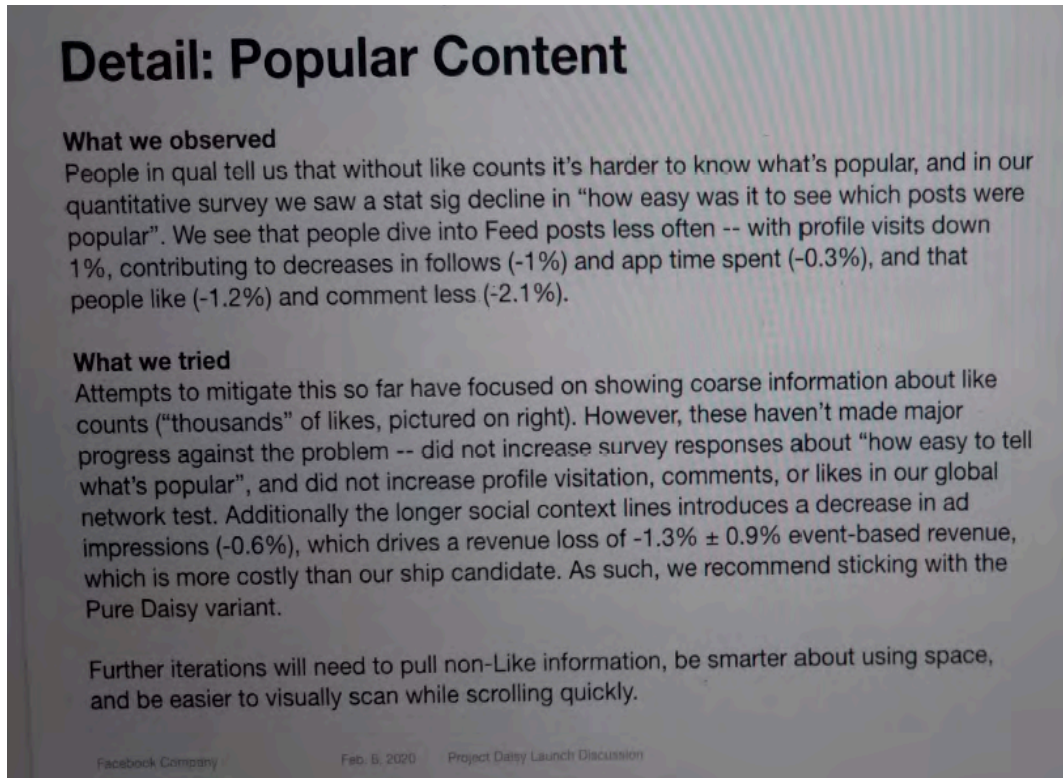 Detail: Popular Content
What we observed
People in qual tell us that without like counts it's harder to know what's popular, and in our
quantitative survey we saw a stat sig decline in "how easy was it to see which posts were
popular". We see that people dive into Feed posts less often -- with profile visits down
1%, contributing to decreases in follows (-1%) and app time spent (-0.3%), and that
people like (-1.2%) and comment less (-2.1%).
What we tried
Attempts to mitigate this so far have focused on showing coarse information about like
counts ("thousands" of likes, pictured on right). However, these haven't made major
progress against the problem -- did not increase survey responses about "how easy to tell
what's popular", and did not increase profile visitation, comments, or likes in our global
network test. Additionally the longer social context lines introduces a decrease in ad
impressions (-0.6%), which drives a revenue loss of -1.3% ± 0.9% event-based revenue,
which is more costly than our ship candidate. As such, we recommend sticking with the
Pure Daisy variant.
Further iterations will need to pull non-Like information, be smarter about using space,
and be easier to visually scan while scrolling quickly.
Facebook Company Feb. 2020 Project Daisy Launch Discussion